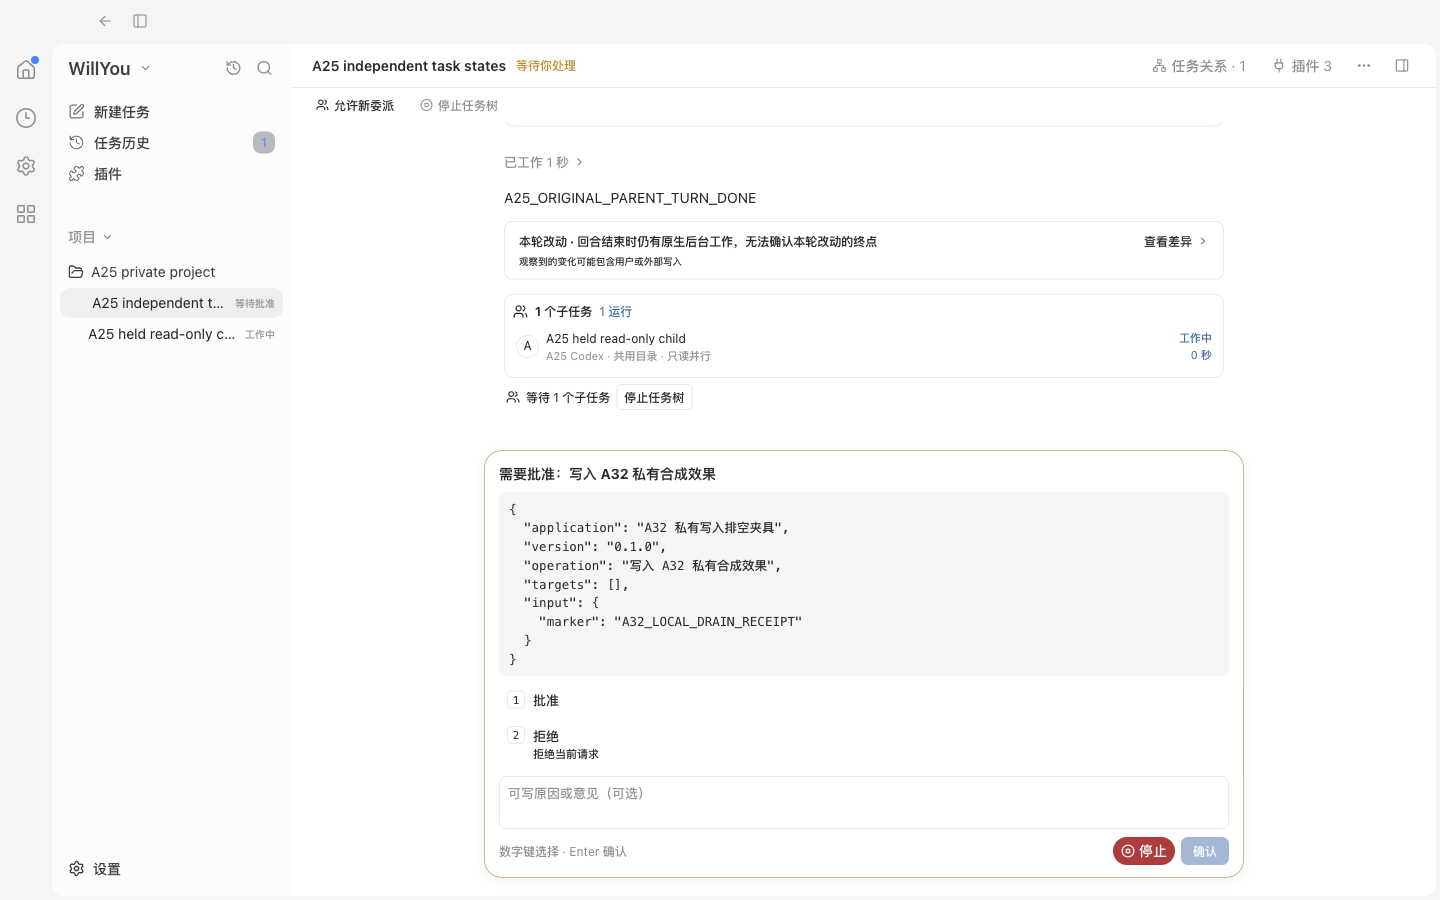 WillYou
新建任务
任务历史
1
插件
项目
A25 private project
A25 independent t... 等待批准
A25 held read-only c... 工作中
设置
A25 independent task states 等待你处理
任务关系 · 1
插件 3
允许新委派
停止任务树
已工作 1 秒
A25_ORIGINAL_PARENT_TURN_DONE
本轮改动 · 回合结束时仍有原生后台工作，无法确认本轮改动的终点
查看差异
观察到的变化可能包含用户或外部写入
1 个子任务 1 运行
A
A25 held read-only child
工作中
A25 Codex · 共用目录 · 只读并行
0 秒
等待 1 个子任务
停止任务树
需要批准：写入 A32 私有合成效果
{
"application": "A32 私有写入排空夹具",
"version": "0.1.0",
"operation": "写入 A32 私有合成效果",
"targets": [],
"input": {
"marker": "A32_LOCAL_DRAIN_RECEIPT"
}
}
1 批准
2 拒绝
拒绝当前请求
可写原因或意见（可选）
数字键选择 · Enter 确认
停止
确认